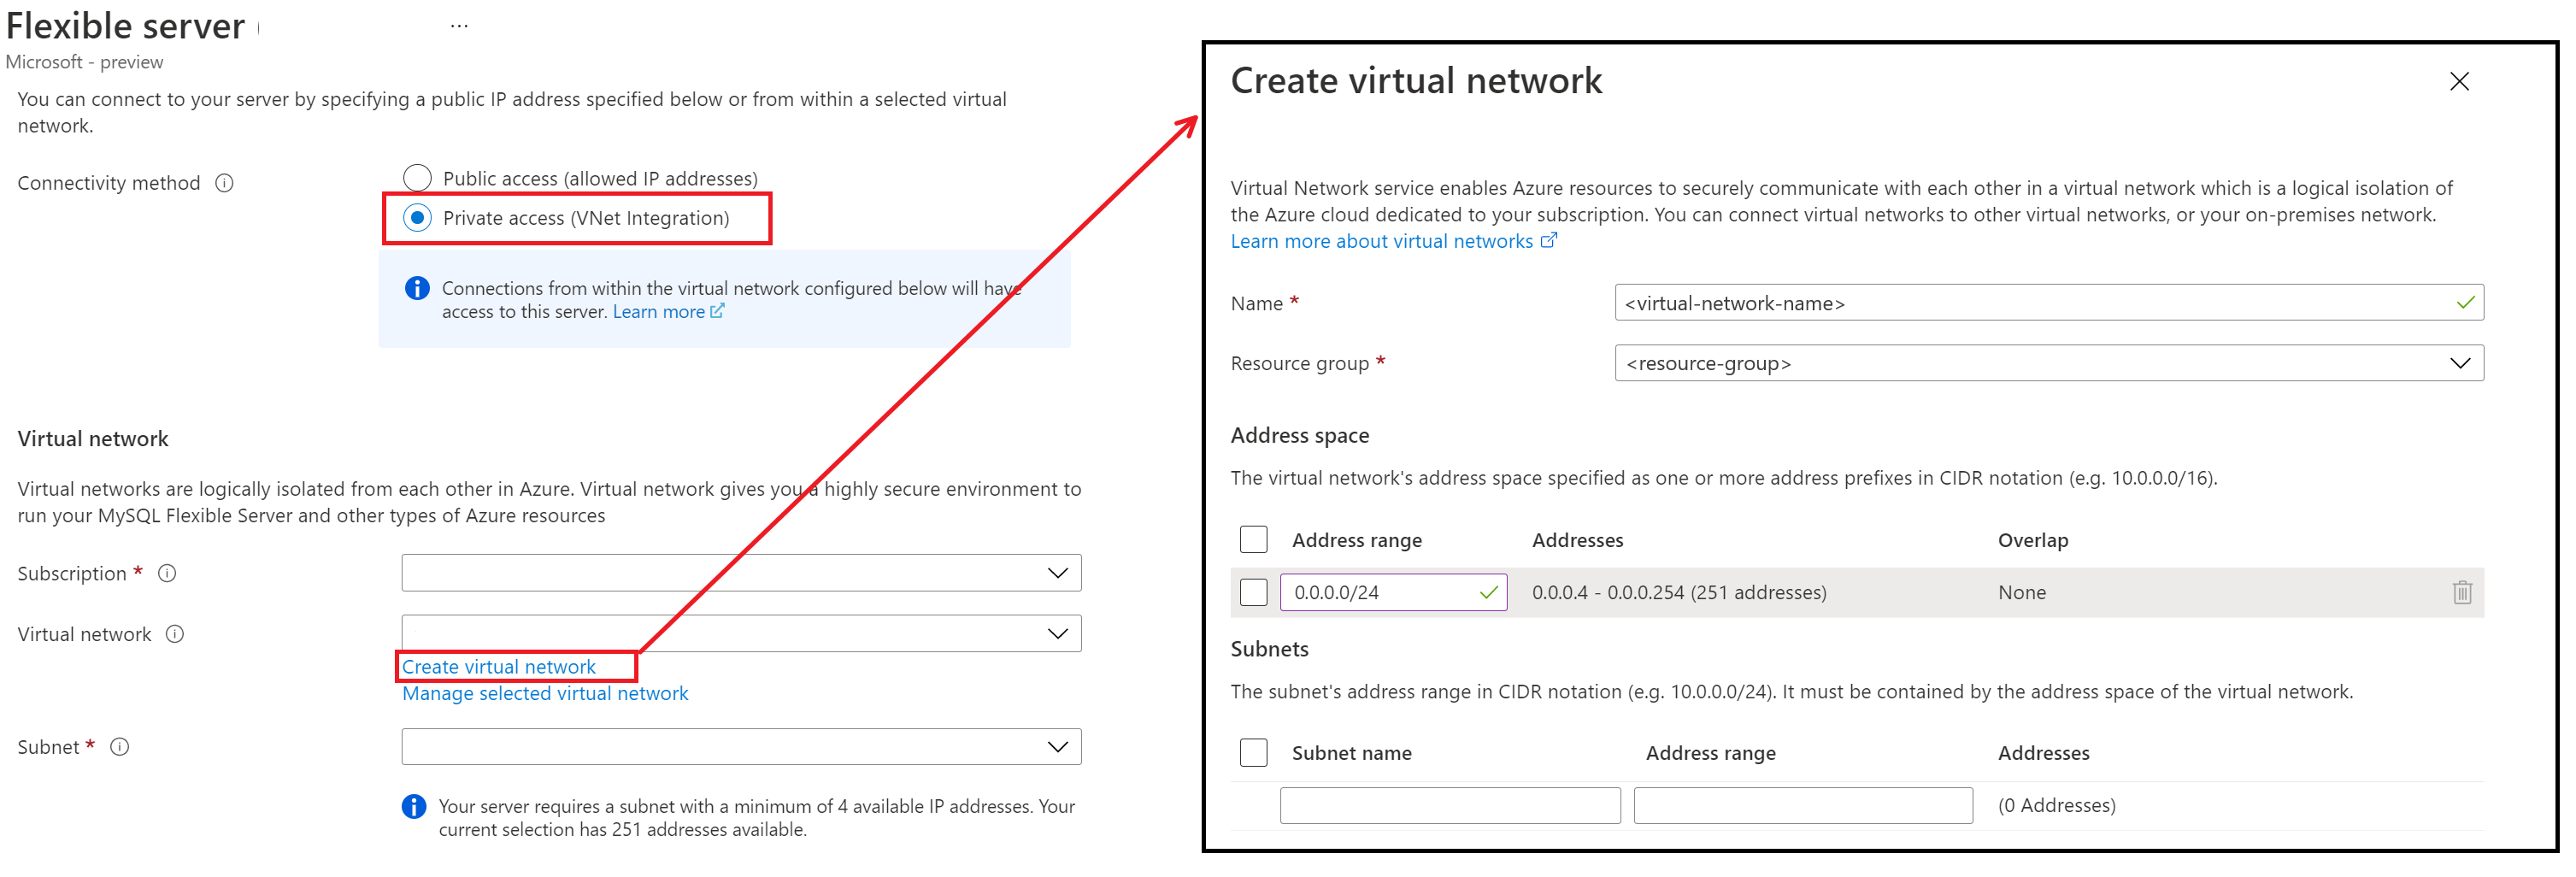 Flexible server
...
Microsoft - preview
You can connect to your server by specifying a public IP address specified below or from within a selected virtual
network.
Connectivity method
Public access (allowed IP addresses)
Private access (VNet Integration)
Connections from within the virtual network configured below will have
access to this server. Learn more
Virtual network
Virtual networks are logically isolated from each other in Azure. Virtual network gives you a highly secure environment to
run your MySQL Flexible Server and other types of Azure resources
Subscription *
Virtual network
Create virtual network
Manage selected virtual network
Subnet *
Your server requires a subnet with a minimum of 4 available IP addresses. Your
current selection has 251 addresses available.
Create virtual network
Virtual Network service enables Azure resources to securely communicate with each other in a virtual network which is a logical isolation of
the Azure cloud dedicated to your subscription. You can connect virtual networks to other virtual networks, or your on-premises network.
Learn more about virtual networks
Name * <virtual-network-name>
Resource group * <resource-group>
Address space
The virtual network's address space specified as one or more address prefixes in CIDR notation (e.g. 10.0.0.0/16).
Address range Addresses Overlap
0.0.0.0/24 0.0.0.4 - 0.0.0.254 (251 addresses) None
Subnets
The subnet's address range in CIDR notation (e.g. 10.0.0.0/24). It must be contained by the address space of the virtual network.
Subnet name Address range Addresses
(0 Addresses)